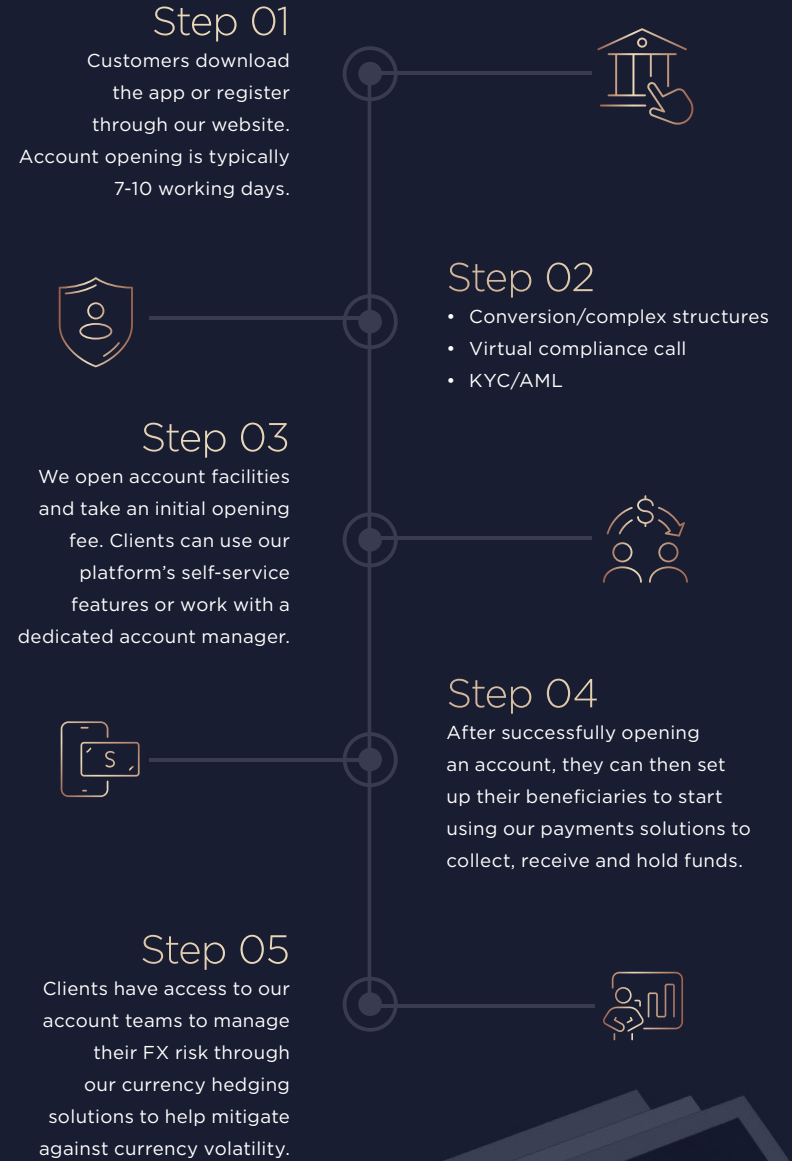 Step 01
Customers download
the app or register
through our website.
Account opening is typically
7-10 working days.
Step 02
• Conversion/complex structures
• Virtual compliance call
• KYC/AML
Step 03
We open account facilities
and take an initial opening
fee. Clients can use our
platform’s self-service
features or work with a
dedicated account manager.
$
Step 04
After successfully opening
an account, they can then set
up their beneficiaries to start
using our payments solutions to
collect, receive and hold funds.
S
Step 05
Clients have access to our
account teams to manage
their FX risk through
our currency hedging
solutions to help mitigate
against currency volatility.